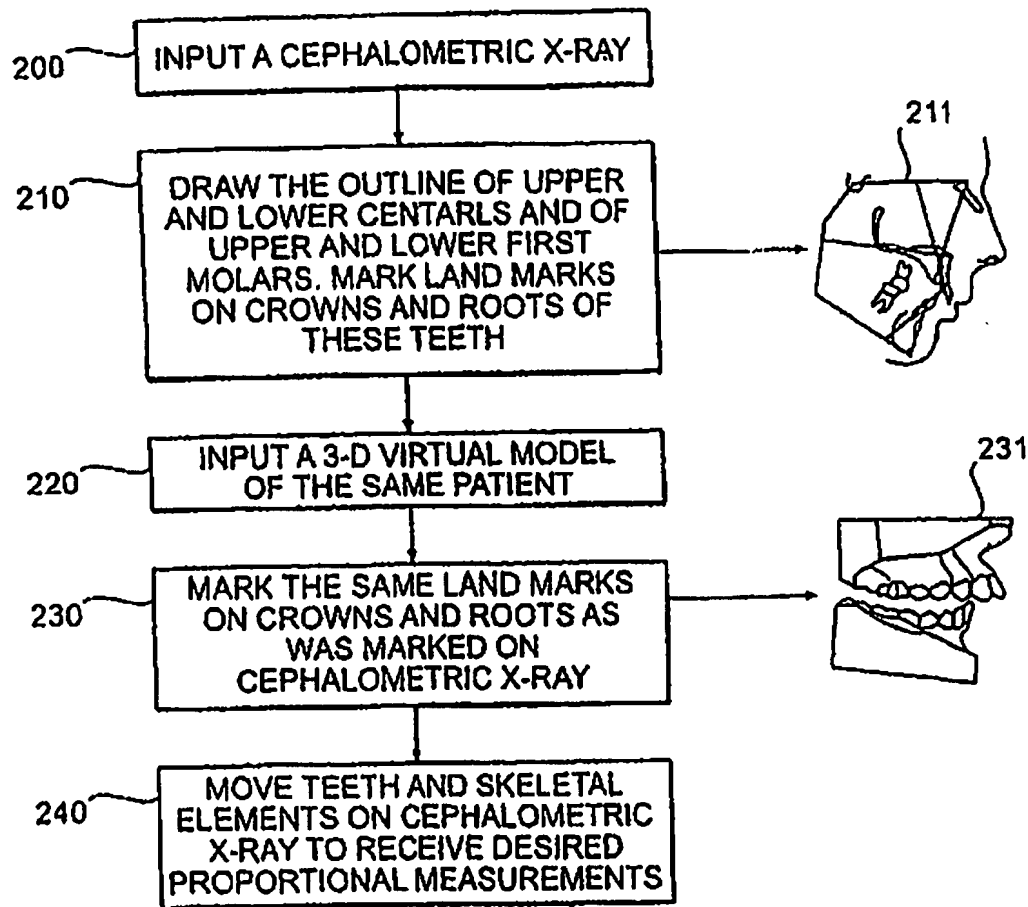 200
INPUT A CEPHALOMETRIC X-RAY
210
DRAW THE OUTLINE OF UPPER
AND LOWER CENTARLS AND OF
UPPER AND LOWER FIRST
MOLARS. MARK LAND MARKS
ON CROWNS AND ROOTS OF
THESE TEETH
211
220
INPUT A 3-D VIRTUAL MODEL
OF THE SAME PATIENT
230
MARK THE SAME LAND MARKS
ON CROWNS AND ROOTS AS
WAS MARKED ON
CEPHALOMETRIC X-RAY
231
240
MOVE TEETH AND SKELETAL
ELEMENTS ON CEPHALOMETRIC
X-RAY TO RECEIVE DESIRED
PROPORTIONAL MEASUREMENTS